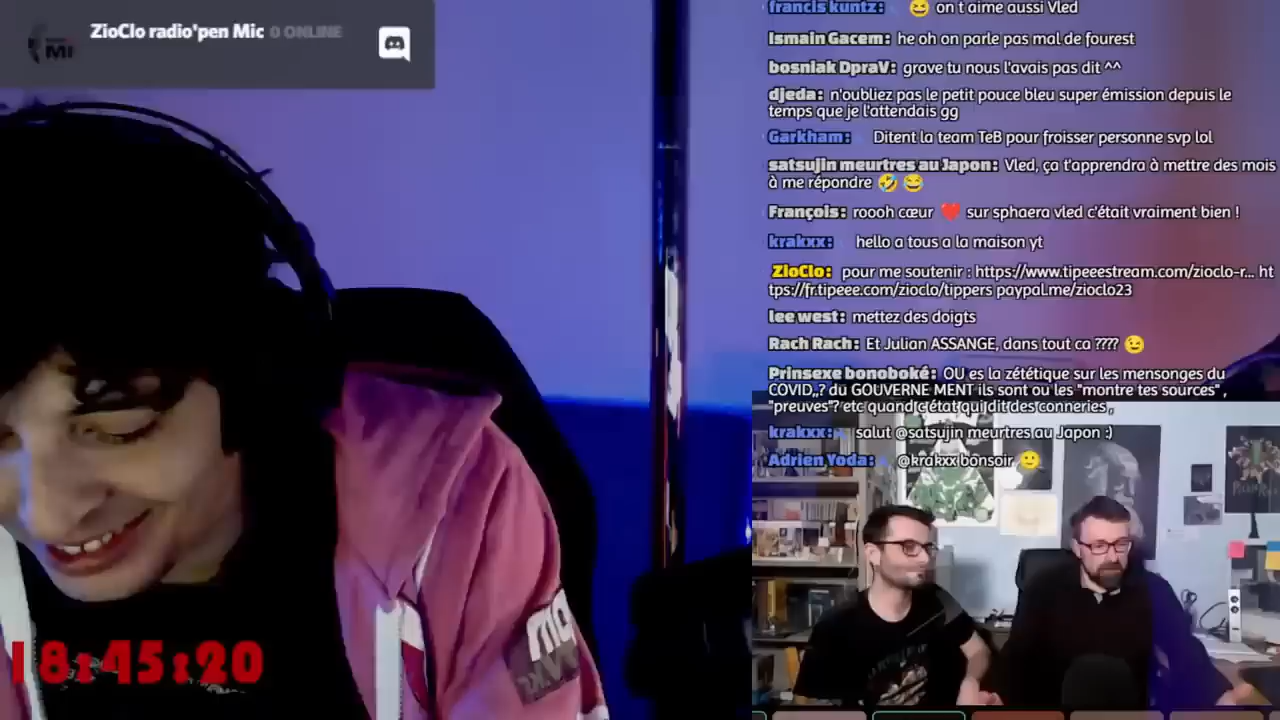 ZioClo radio'pen Mic 0 ONLINE
MI
francis kuntz: 😆 on t aime aussi Vled
Ismain Gacem: he oh on parle pas mal de fourest
bosniak DpraV: grave tu nous l'avais pas dit ^^
djeda: n'oubliez pas le petit pouce bleu super émission depuis le
temps que je l'attendais gg
Garkham: Ditent la team TeB pour froisser personne svp lol
satsujin meurtres au Japon: Vled, ça t'apprendra à mettre des mois
à me répondre 🤣 😂
François: roooh cœur ❤️ sur sphaera vled c'était vraiment bien !
krakxx: hello a tous a la maison yt
ZioClo: pour me soutenir : https://www.tipeeestream.com/zioclo-r... ht
tps://fr.tipeee.com/zioclo/tippers paypal.me/zioclo23
lee west: mettez des doigts
Rach Rach: Et Julian ASSANGE, dans tout ca ???? 😉
Prinsexe bonoboké: OU es la zététique sur les mensonges du
COVID,,? du GOUVERNE MENT ils sont ou les "montre tes sources" ,
"preuves"? etc quand c état qui dit des conneries ,
krakxx: salut @satsujin meurtres au Japon :)
Adrien Yoda: @krakxx bonsoir 🙂
18:45:20